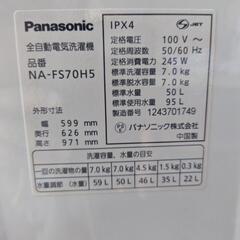 Panasonic
全自動電気洗濯機
品番
NA-FS70H5
外形寸法
幅 599 mm
奥行 626 mm
高さ 971 mm
IPX4
JET
定格電圧 100 V~
定格周波数 50/60 Hz
定格消費電力 245 W
標準洗濯容量 7.0 kg
標準脱水容量 7.0 kg
標準使用水量 50 L
製造番号 1243701749
パナソニック株式会社
中国製
洗濯容量、水量の目安
一回の洗濯物の量 7.0 kg 7.0 kg 4.5 kg 1.5 kg 0.3 kg
水量調節(水量) 59 L 50 L 46 L 35 L 22 L